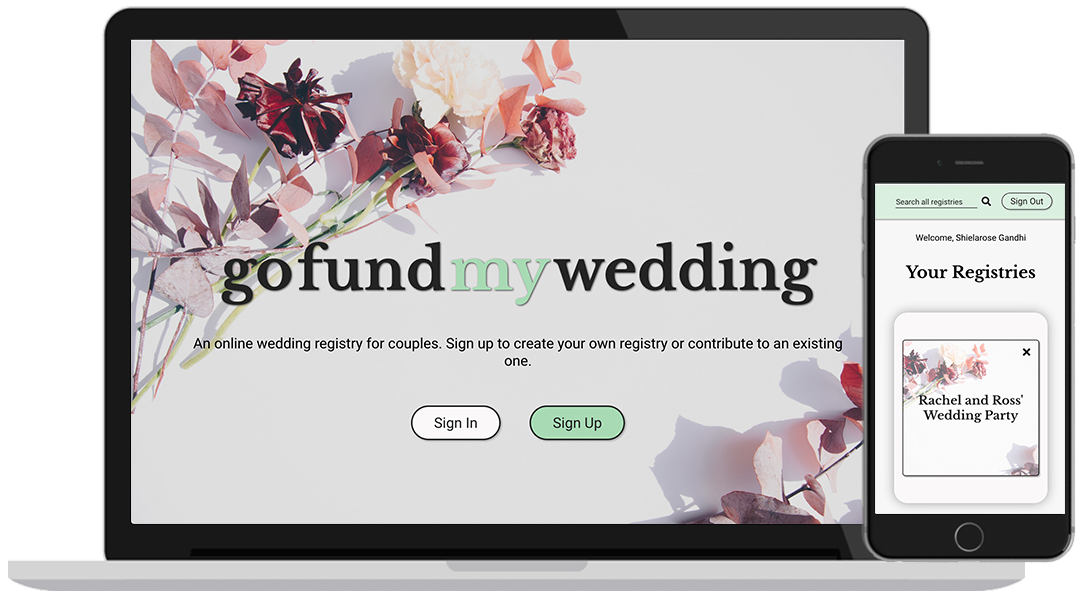 gofundmywedding
An online wedding registry for couples. Sign up to create your own registry or contribute to an existing
one.
Sign In
Sign Up
Search all registries
Sign Out
Welcome, Shielarose Gandhi
Your Registries
Rachel and Ross'
Wedding Party